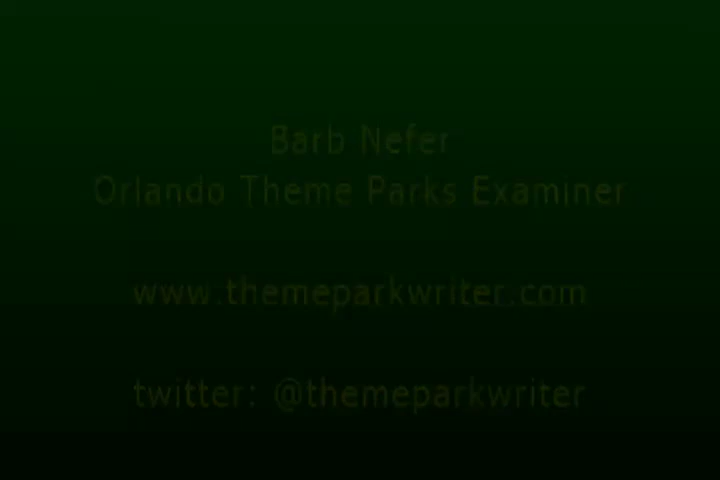 Barb Nefer
Orlando Theme Parks Examiner
www.themeparkwriter.com
twitter: @themeparkwriter